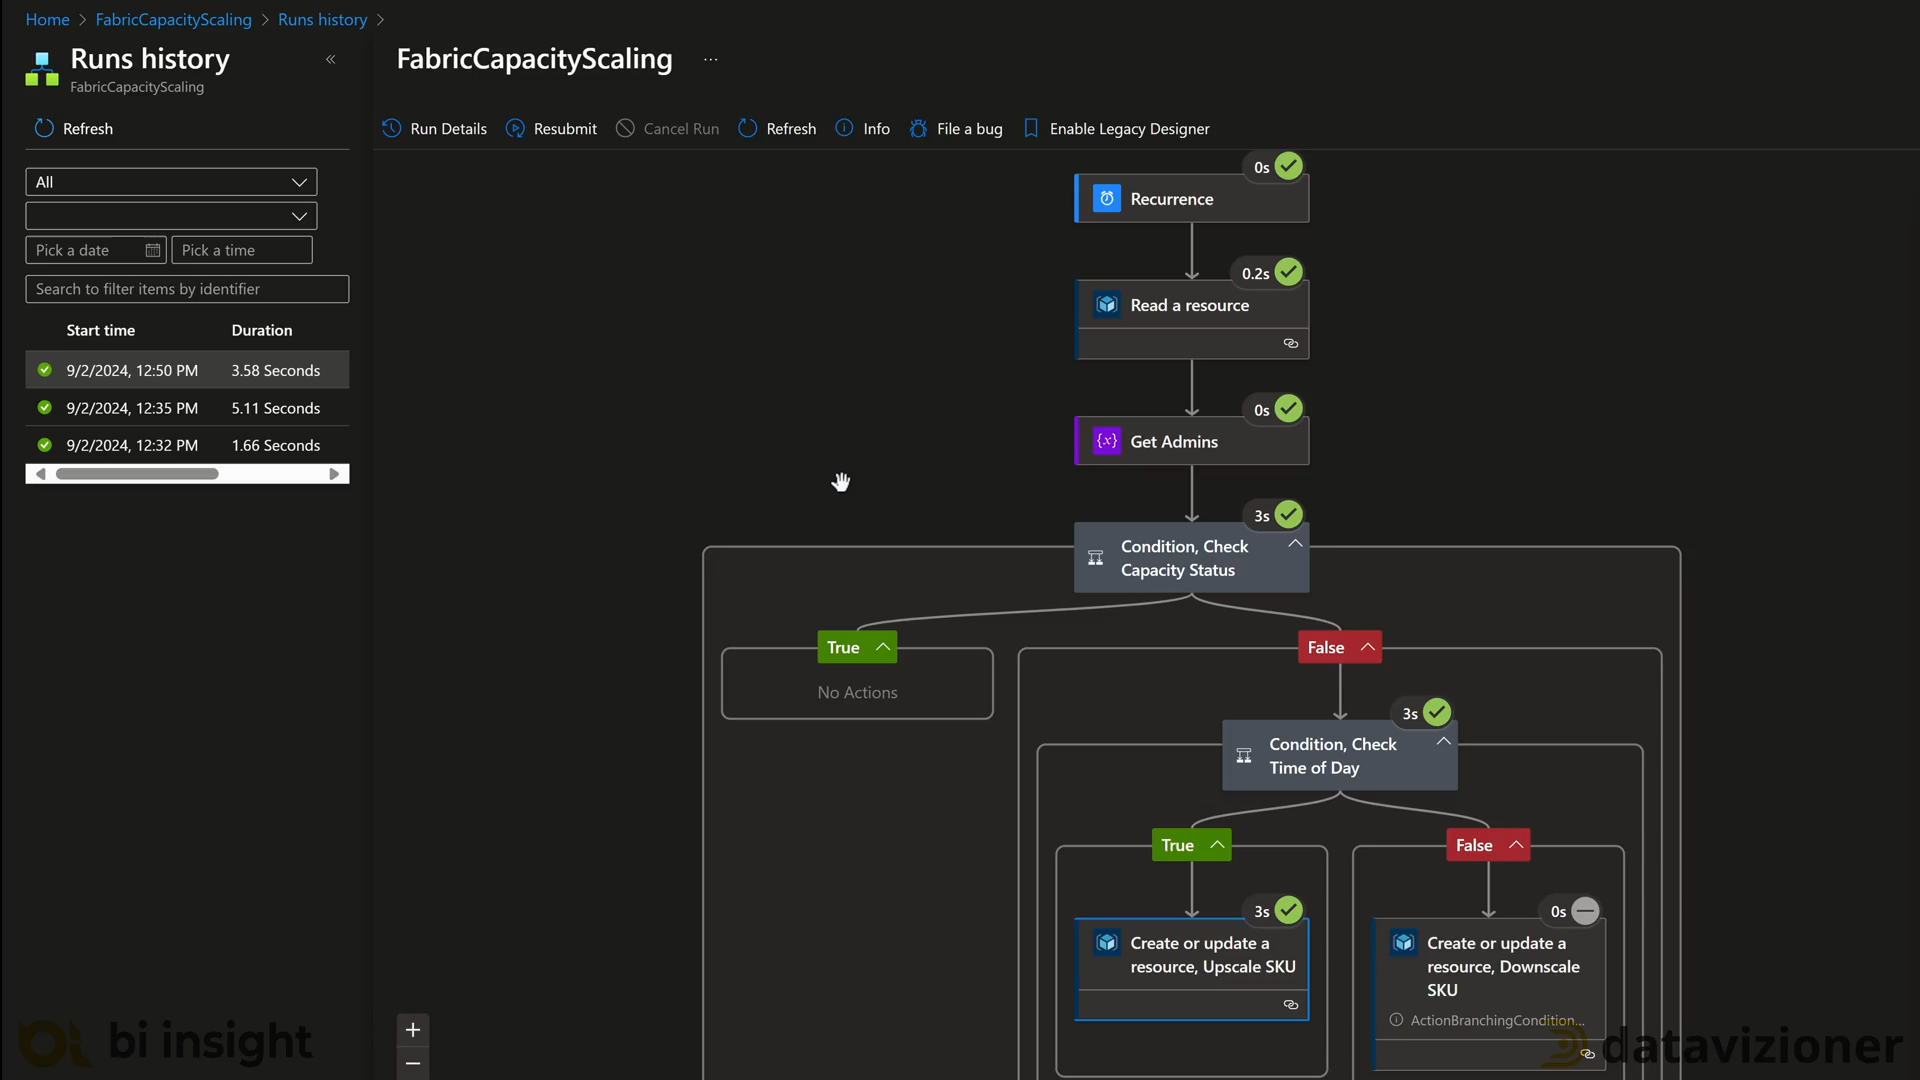 Home > FabricCapacityScaling > Runs history >
Runs history
FabricCapacityScaling
«
FabricCapacityScaling
...
Refresh
Run Details
Resubmit
Cancel Run
Refresh
Info
File a bug
Enable Legacy Designer
All
Pick a date
Pick a time
Search to filter items by identifier
Start time Duration
9/2/2024, 12:50 PM 3.58 Seconds
9/2/2024, 12:35 PM 5.11 Seconds
9/2/2024, 12:32 PM 1.66 Seconds
0s
Recurrence
0.2s
Read a resource
0s
{x} Get Admins
3s
Condition, Check
Capacity Status
True
No Actions
False
3s
Condition, Check
Time of Day
True
False
3s
Create or update a
resource, Upscale SKU
0s
Create or update a
resource, Downscale
SKU
ActionBranchingCondition...
+
−
bi insight
datavizioner